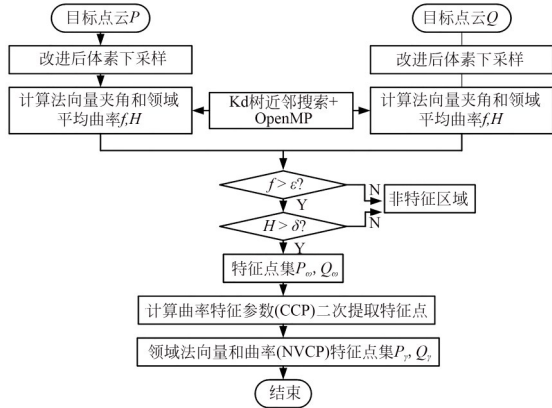 目标点云P
目标点云Q
改进后体素下采样
改进后体素下采样
计算法向量夹角和领域
平均曲率f,H
Kd树近邻搜索+
OpenMP
计算法向量夹角和领域
平均曲率f,H
f > ε?
N
Y
非特征区域
H > δ?
N
Y
特征点集Pω, Qω
计算曲率特征参数(CCP)二次提取特征点
领域法向量和曲率(NVCP)特征点集Pγ, Qγ
结束